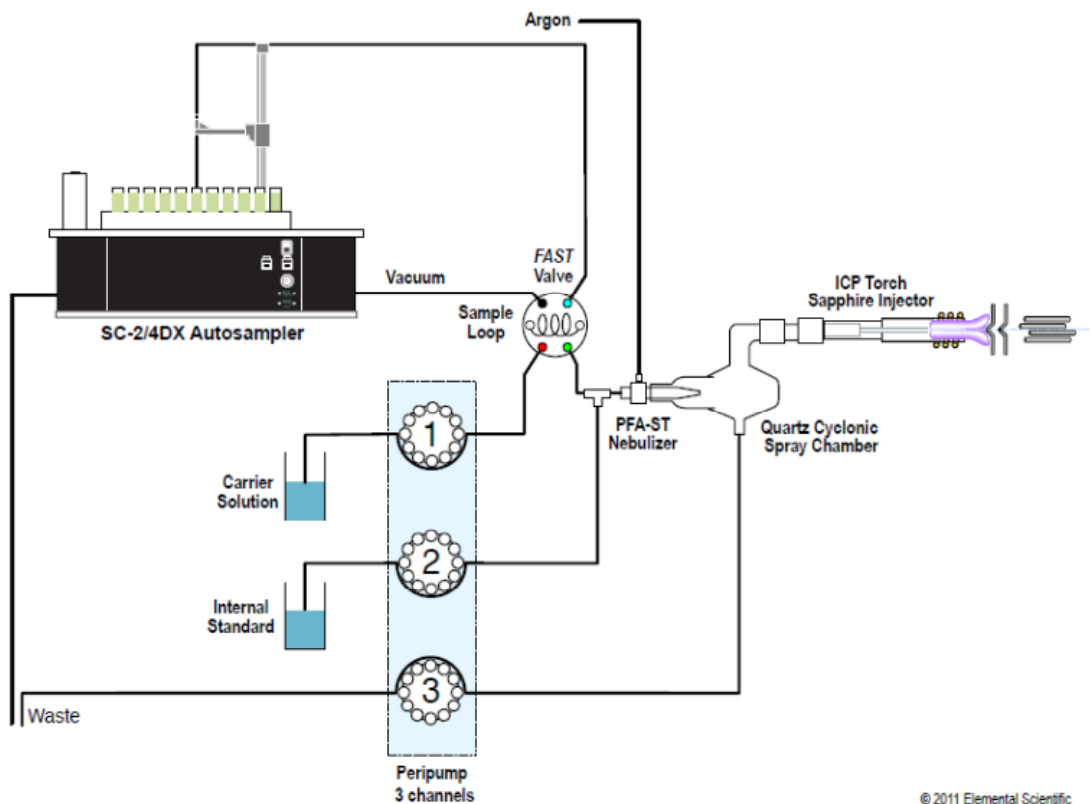 Argon
FAST
Valve
Vacuum
ICP Torch
Sapphire Injector
Sample
Loop
SC-2/4DX Autosampler
1
PFA-ST
Nebulizer
Quartz Cyclonic
Spray Chamber
Carrier
Solution
2
Internal
Standard
3
Waste
Peripump
3 channels
© 2011 Elemental Scientific